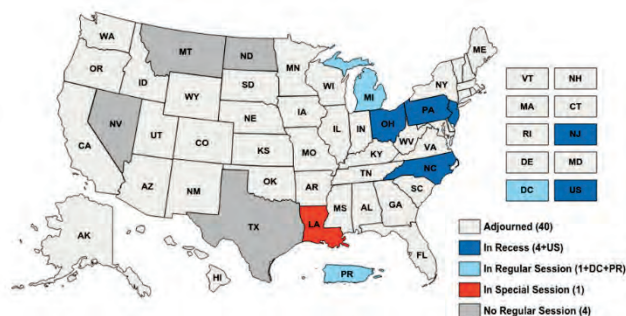 WA
OR
CA
NV
ID
MT
WY
UT
AZ
CO
NM
ND
SD
NE
KS
OK
TX
MN
IA
MO
AR
LA
WI
IL
MI
IN
OH
KY
TN
MS
AL
GA
FL
SC
NC
VA
WV
PA
NY
ME
AK
HI
PR
VT NH
MA CT
RI NJ
DE MD
DC US
Adjourned (40)
In Recess (4+US)
In Regular Session (1+DC+PR)
In Special Session (1)
No Regular Session (4)